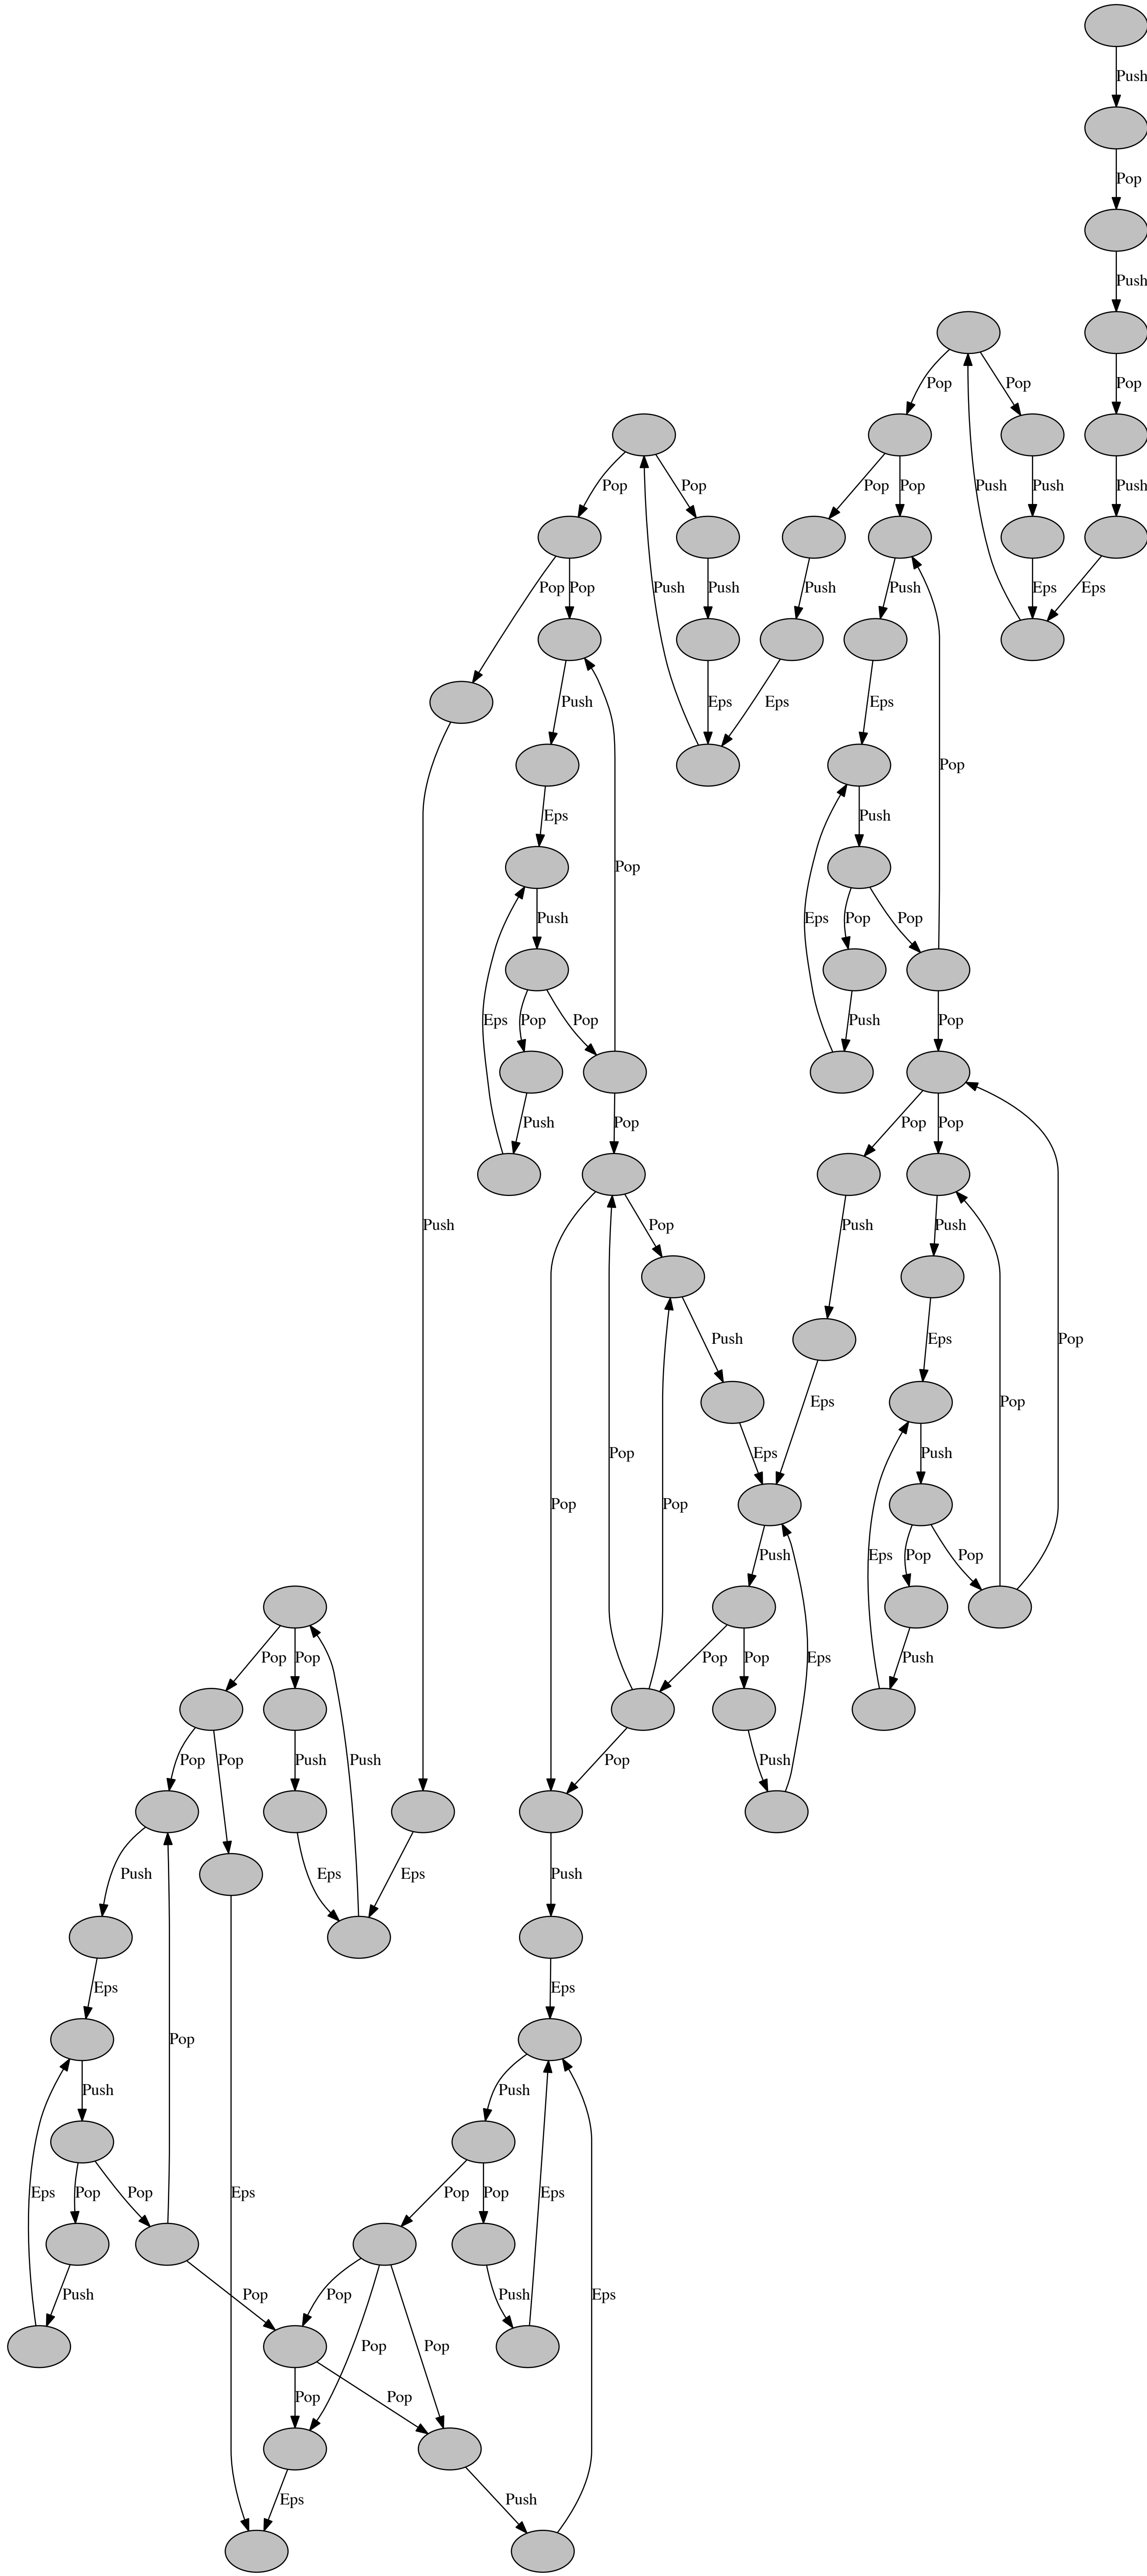 Push
Pop
Push
Pop Pop Pop
Pop Pop Pop Pop Push Push Push
Pop Pop Push Push Push Push Eps Eps
Push Eps Eps Eps Pop
Eps Push
Pop
Push Eps Pop Pop
Eps Pop Pop Push Pop
Push Pop Pop Pop
Push Pop Push Push
Pop Eps
Eps
Pop Eps Push
Pop Pop
Push Eps Pop Pop
Pop Pop Pop Pop Eps Push
Pop Pop Push Push Pop Push
Push Eps Eps Push
Eps Eps
Pop
Push Push
Eps Pop Pop Eps Pop Pop Eps
Push Pop Pop Push Eps
Pop Pop
Pop Pop
Eps Push